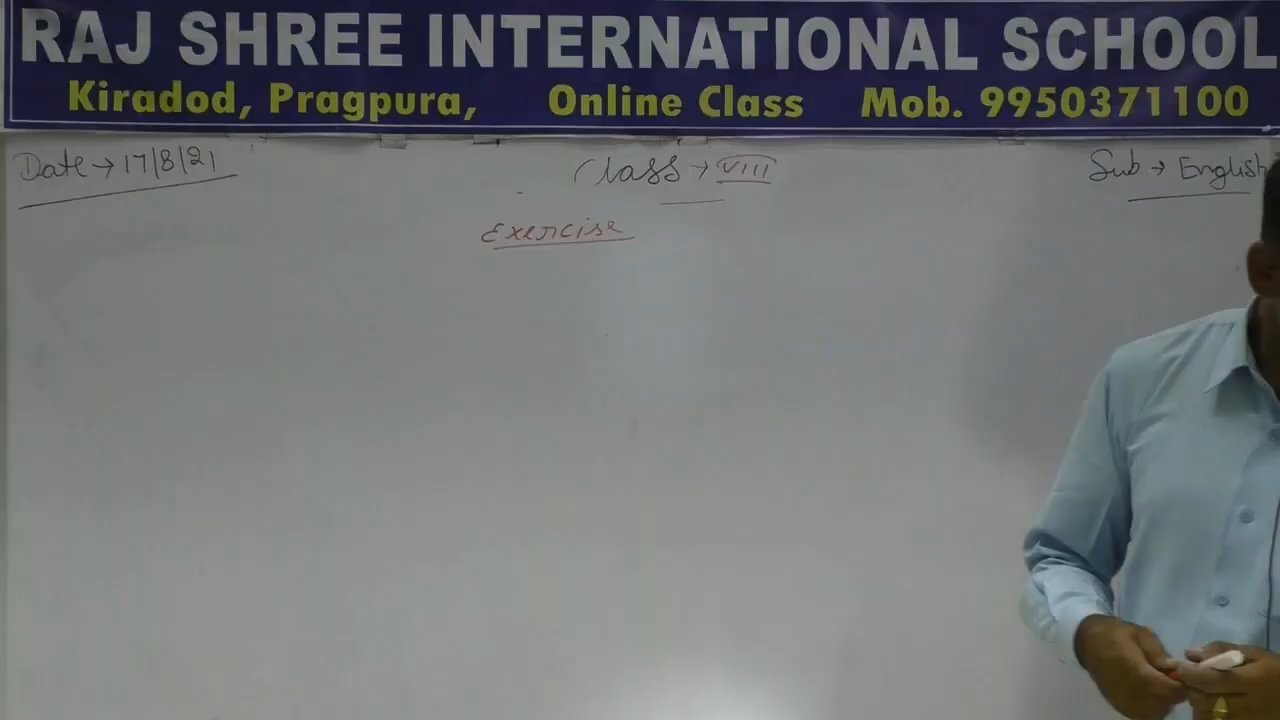 RAJ SHREE INTERNATIONAL SCHOOL
Kiradod, Pragpura, Online Class Mob. 9950371100
Date → 17/8/21 Class → VIII Sub → English
Exercise